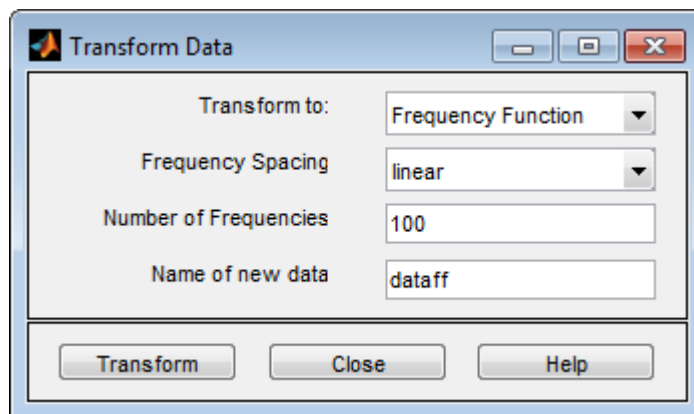 Transform Data
Transform to: Frequency Function
Frequency Spacing linear
Number of Frequencies 100
Name of new data dataff
Transform Close Help